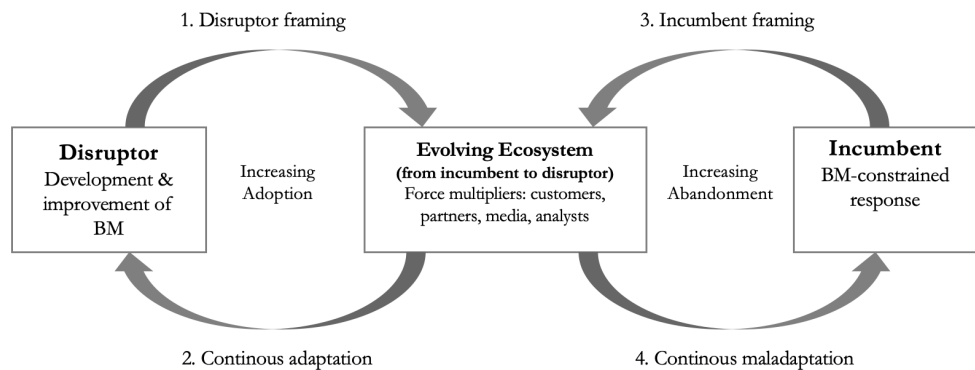 1. Disruptor framing
3. Incumbent framing
Disruptor
Development &
improvement of
BM
Increasing
Adoption
Evolving Ecosystem
(from incumbent to disruptor)
Force multipliers: customers,
partners, media, analysts
Increasing
Abandonment
Incumbent
BM-constrained
response
2. Continous adaptation
4. Continous maladaptation